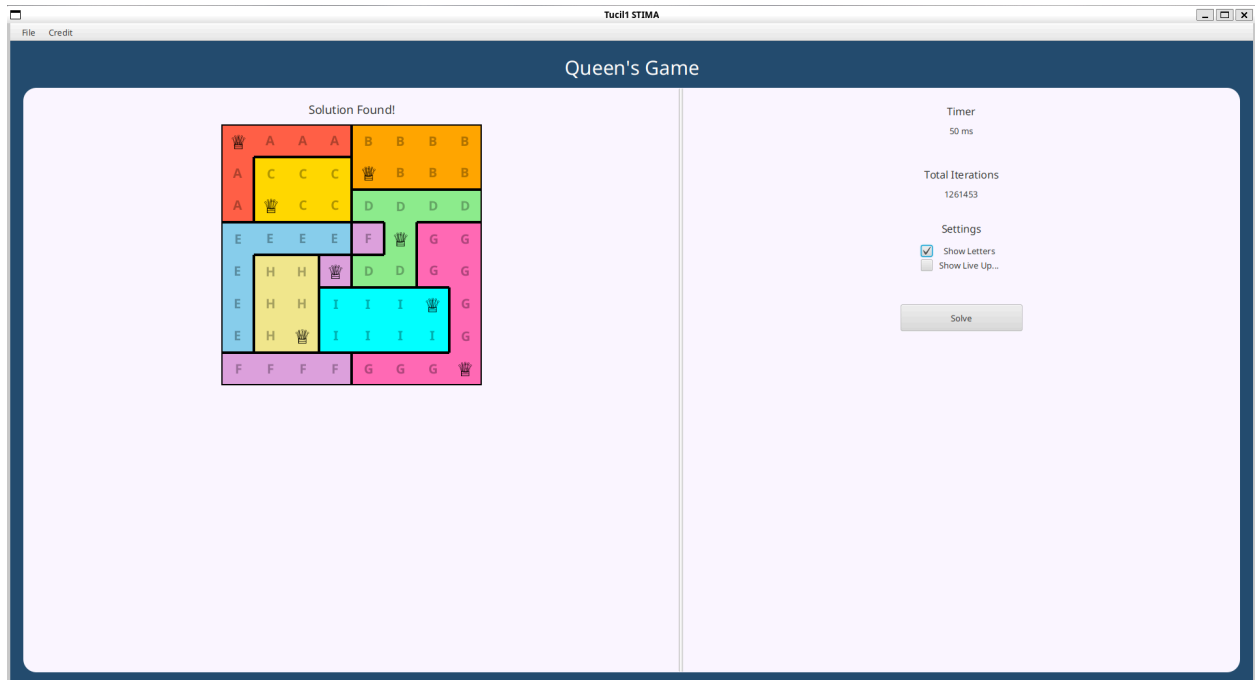 Tucil1 STIMA
File Credit
Queen's Game
Solution Found!
♛ A A A B B B B
A C C C ♛ B B B
A ♛ C C D D D D
E E E E F ♛ G G
E H H ♛ D D G G
E H H I I I ♛ G
E H ♛ I I I I G
F F F F G G G ♛
Timer
50 ms
Total Iterations
1261453
Settings
Show Letters
Show Live Up...
Solve